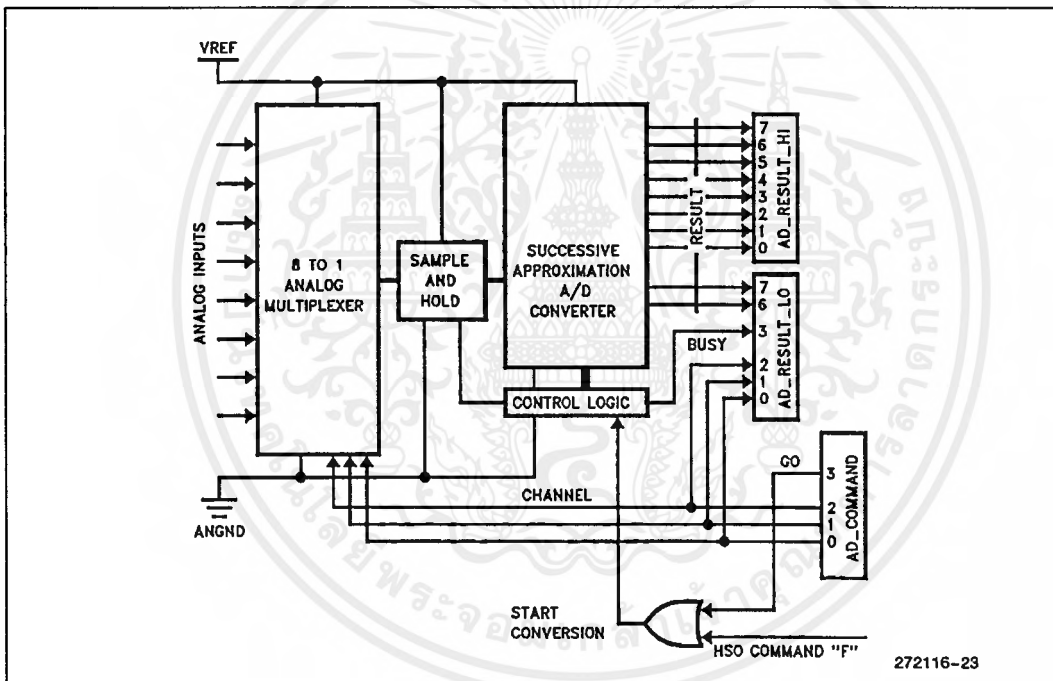 VREF
ANALOG INPUTS
8 TO 1
ANALOG
MULTIPLEXER
SAMPLE
AND
HOLD
SUCCESSIVE
APPROXIMATION
A/D
CONVERTER
CONTROL LOGIC
RESULT
7
6
5
4
3
2
1
0
AD_RESULT_HI
7
6
3
2
1
0
AD_RESULT_LO
BUSY
GO
3
2
1
0
AD_COMMAND
CHANNEL
ANGND
START
CONVERSION
HSO COMMAND "F"
272116-23